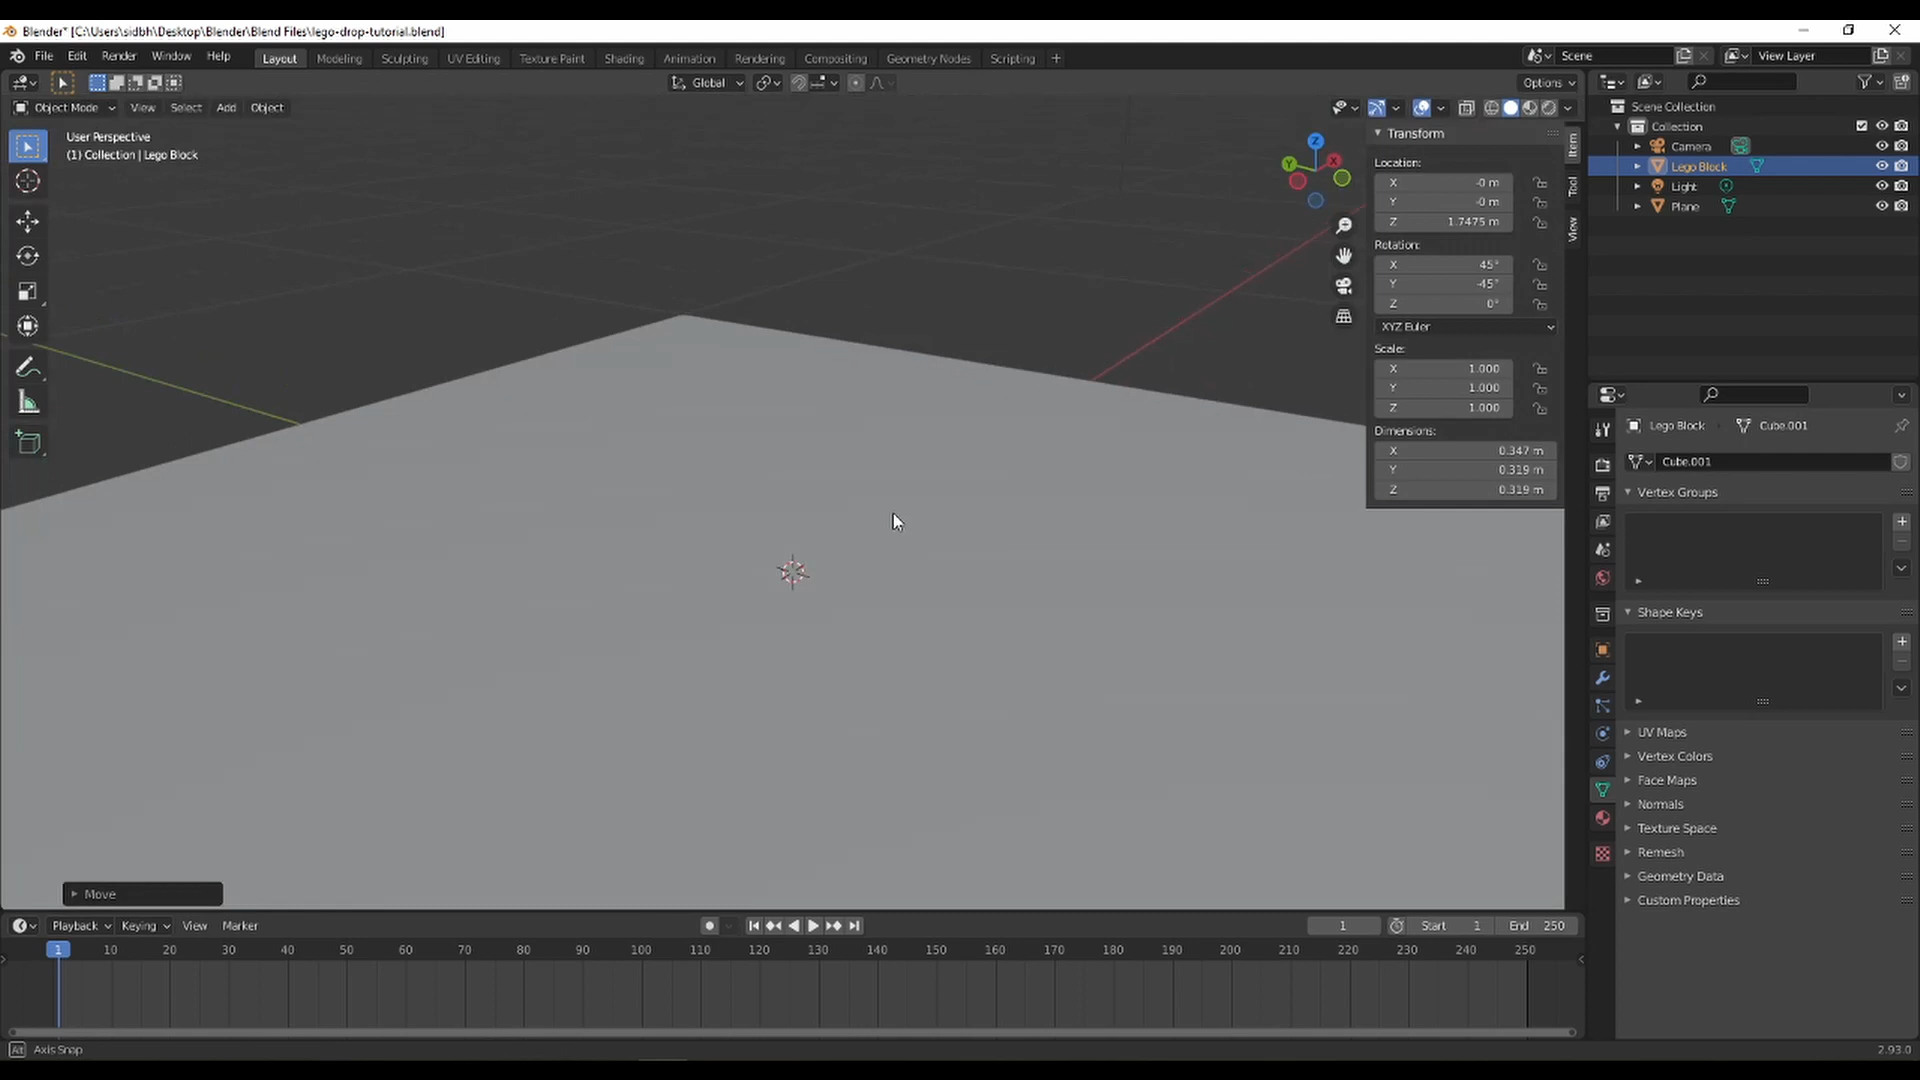 Blender* [C:\Users\sidbh\Desktop\Blender\Blend Files\lego-drop-tutorial.blend]
File Edit Render Window Help Layout Modeling Sculpting UV Editing Texture Paint Shading Animation Rendering Compositing Geometry Nodes Scripting + Scene View Layer
Global Options
Object Mode View Select Add Object
User Perspective
(1) Collection | Lego Block
Z
Y
X
Transform
Location:
X -0 m
Y -0 m
Z 1.7475 m
Rotation:
X 45°
Y -45°
Z 0°
XYZ Euler
Scale:
X 1.000
Y 1.000
Z 1.000
Dimensions:
X 0.347 m
Y 0.319 m
Z 0.319 m
Item
Tool
View
Scene Collection
Collection
Camera
Lego Block
Light
Plane
Lego Block Cube.001
Cube.001
Vertex Groups
Shape Keys
UV Maps
Vertex Colors
Face Maps
Normals
Texture Space
Remesh
Geometry Data
Custom Properties
Move
Playback Keying View Marker 1 Start 1 End 250
1 10 20 30 40 50 60 70 80 90 100 110 120 130 140 150 160 170 180 190 200 210 220 230 240 250
Alt Axis Snap 2.93.0